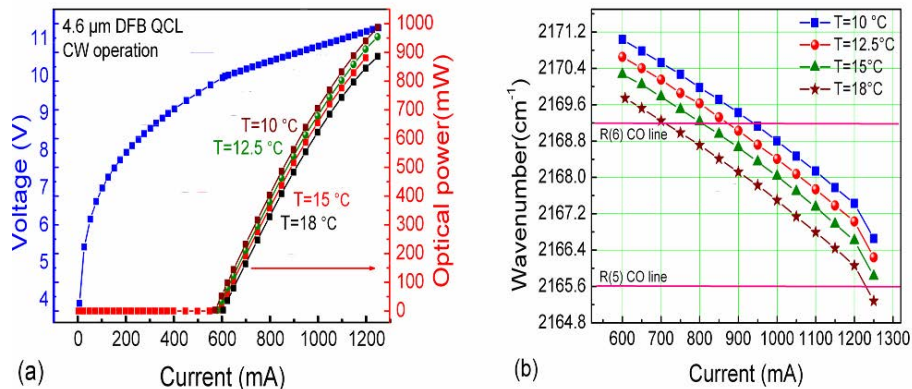 4.6 µm DFB QCL
CW operation
T=10 °C
T=12.5°C
T=15 °C
T=18 °C
Voltage (V)
11
10
9
8
7
6
5
4
Optical power(mW)
1000
900
800
700
600
500
400
300
200
100
0
0 200 400 600 800 1000 1200
Current (mA)
(a)
T=10 °C
T=12.5°C
T=15°C
T=18°C
R(6) CO line
R(5) CO line
Wavenumber(cm⁻¹)
2171.2
2170.4
2169.6
2168.8
2168.0
2167.2
2166.4
2165.6
2164.8
600 700 800 900 1000 1100 1200 1300
Current (mA)
(b)